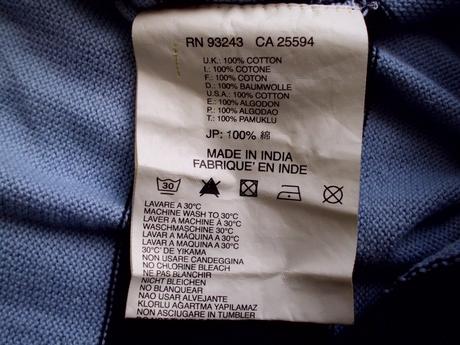 RN 93243 CA 25594
U.K.: 100% COTTON
I.: 100% COTONE
F.: 100% COTON
D.: 100% BAUMWOLLE
U.S.A.: 100% COTTON
E.: 100% ALGODON
P.: 100% ALGODAO
T.: 100% PAMUKLU
JP: 100% 綿
MADE IN INDIA
FABRIQUE' EN INDE
30
LAVARE A 30°C
MACHINE WASH TO 30°C
LAVER A MACHINE À 30°C
WASCHMASCHINE 30°C
LAVAR A MÁQUINA A 30°C
LAVAR A MAQUINA A 30°C
30°C' DE YIKAMA
NON USARE CANDEGGINA
NO CHLORINE BLEACH
NE PAS BLANCHIR
NICHT BLEICHEN
NO BLANQUEAR
NAO USAR ALVEJANTE
KLORLU AGARTMA YAPILAMAZ
NON ASCIUGARE IN TUMBLER